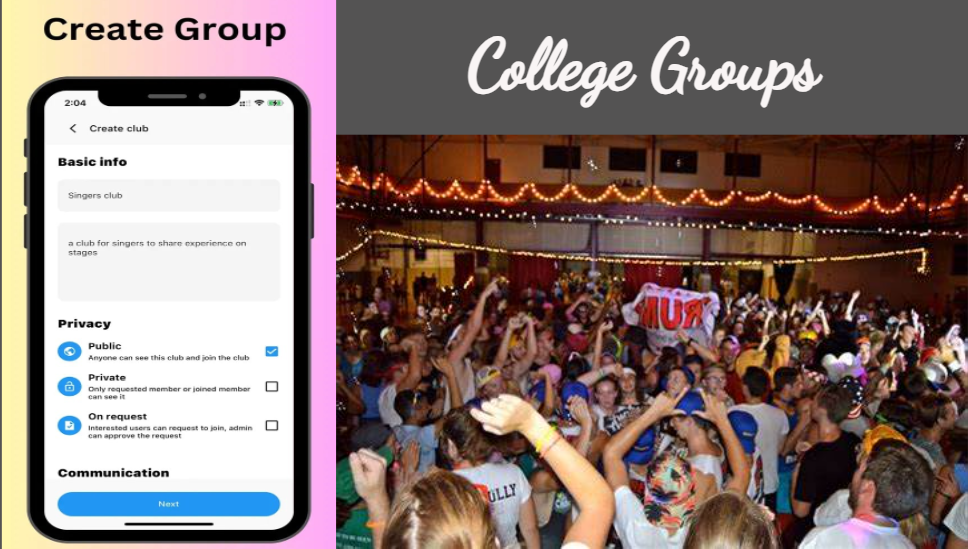 Create Group
2:04
Create club
Basic info
Singers club
a club for singers to share experience on
stages
Privacy
Public
Anyone can see this club and join the club
Private
Only requested member or joined member
can see it
On request
Interested users can request to join, admin
can approve the request
Communication
Next
College Groups
RUM
ULLY